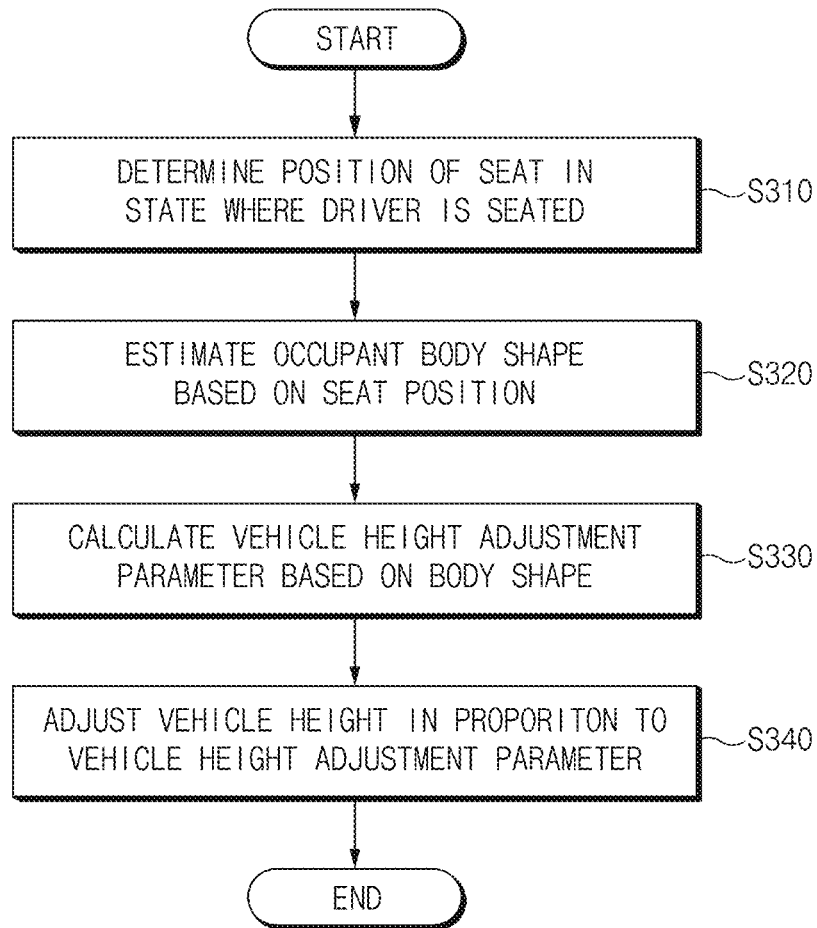 START
DETERMINE POSITION OF SEAT IN
STATE WHERE DRIVER IS SEATED
S310
ESTIMATE OCCUPANT BODY SHAPE
BASED ON SEAT POSITION
S320
CALCULATE VEHICLE HEIGHT ADJUSTMENT
PARAMETER BASED ON BODY SHAPE
S330
ADJUST VEHICLE HEIGHT IN PROPORITON TO
VEHICLE HEIGHT ADJUSTMENT PARAMETER
S340
END